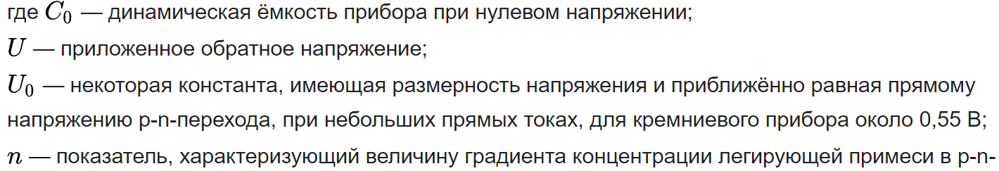 где C₀ — динамическая ёмкость прибора при нулевом напряжении;
U — приложенное обратное напряжение;
U₀ — некоторая константа, имеющая размерность напряжения и приближённо равная прямому
напряжению p-n-перехода, при небольших прямых токах, для кремниевого прибора около 0,55 В;
n — показатель, характеризующий величину градиента концентрации легирующей примеси в p-n-